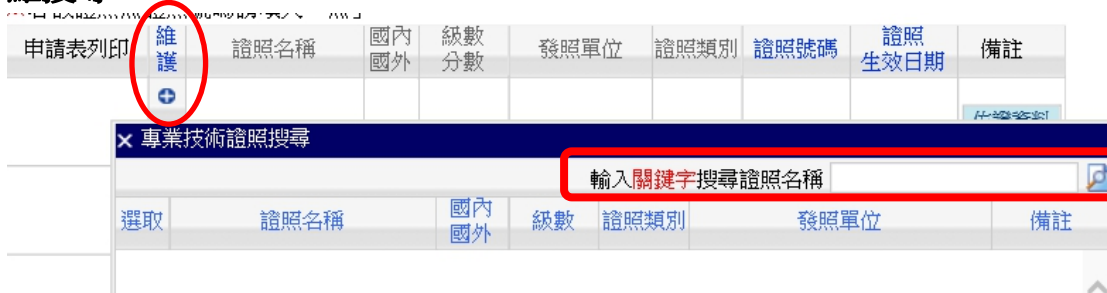 申請表列印 維護 證照名稱 國內國外 級數分數 發照單位 證照類別 證照號碼 證照生效日期 備註
專業技術證照搜尋
輸入關鍵字搜尋證照名稱
選取 證照名稱 國內國外 級數 證照類別 發照單位 備註